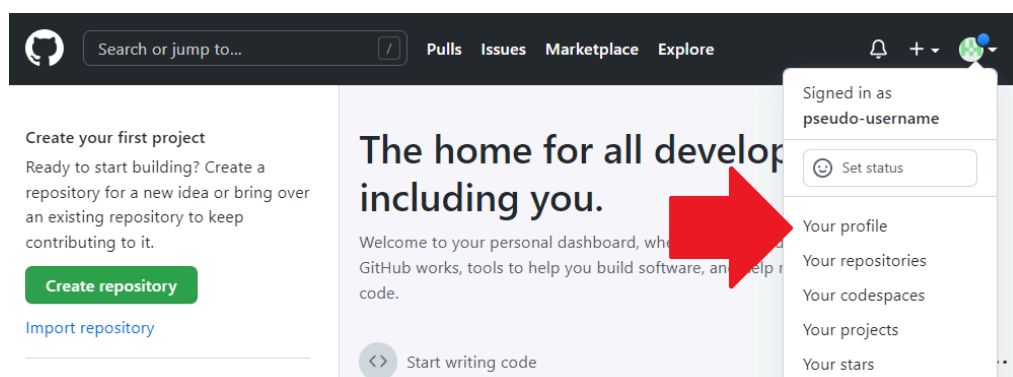 Search or jump to... /
Pulls Issues Marketplace Explore
Signed in as
pseudo-username
Set status
Your profile
Your repositories
Your codespaces
Your projects
Your stars
Create your first project
Ready to start building? Create a
repository for a new idea or bring over
an existing repository to keep
contributing to it.
Create repository
Import repository
The home for all develop
including you.
Welcome to your personal dashboard, whe
GitHub works, tools to help you build software, an elp
code.
Start writing code